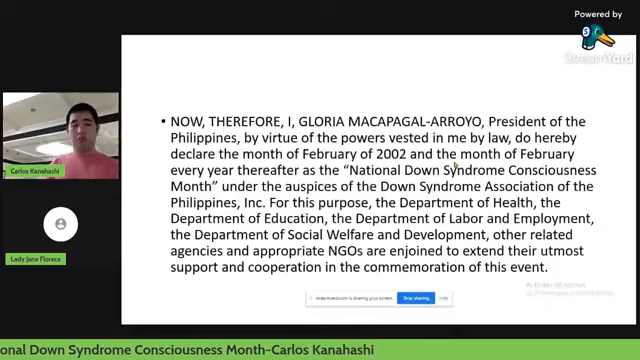 Powered by
StreamYard
• NOW, THEREFORE, I, GLORIA MACAPAGAL-ARROYO, President of the
Philippines, by virtue of the powers vested in me by law, do hereby
declare the month of February of 2002 and the month of February
every year thereafter as the “National Down Syndrome Consciousness
Month” under the auspices of the Down Syndrome Association of the
Philippines, Inc. For this purpose, the Department of Health, the
Department of Education, the Department of Labor and Employment,
the Department of Social Welfare and Development, other related
agencies and appropriate NGOs are enjoined to extend their utmost
support and cooperation in the commemoration of this event.
Carlos Kanahashi
Lady Jane Florece
streamyard.com is sharing your screen.
Stop sharing
Hide
Activate Windows
onal Down Syndrome Consciousness Month-Carlos Kanahashi